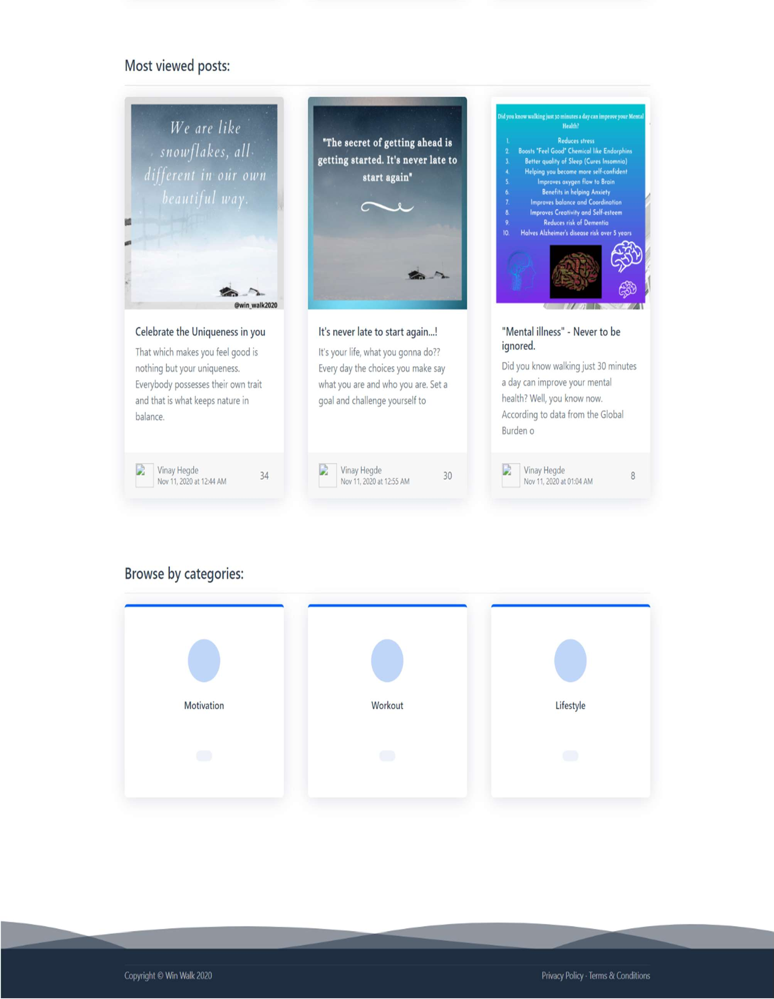 Most viewed posts:
We are like
snowflakes, all
different in our own
beautiful way.
@win_walk2020
Celebrate the Uniqueness in you
That which makes you feel good is
nothing but your uniqueness.
Everybody possesses their own trait
and that is what keeps nature in
balance.
Vinay Hegde
Nov 11, 2020 at 12:44 AM
34
"The secret of getting ahead is
getting started. It's never late to
start again"
It's never late to start again...!
It's your life, what you gonna do??
Every day the choices you make say
what you are and who you are. Set a
goal and challenge yourself to
Vinay Hegde
Nov 11, 2020 at 12:55 AM
30
Did you know walking just 30 minutes a day can improve your Mental
Health?
1. Reduces stress
2. Boosts "Feel Good" Chemical like Endorphins
3. Better quality of Sleep (Cures Insomnia)
4. Helping you become more self-confident
5. Improves oxygen flow to Brain
6. Benefits in helping Anxiety
7. Improves balance and Coordination
8. Improves Creativity and Self-esteem
9. Reduces risk of Dementia
10. Halves Alzheimer's disease risk over 5 years
"Mental illness" - Never to be
ignored.
Did you know walking just 30 minutes
a day can improve your mental
health? Well, you know now.
According to data from the Global
Burden o
Vinay Hegde
Nov 11, 2020 at 01:04 AM
8
Browse by categories:
Motivation
Workout
Lifestyle
Copyright © Win Walk 2020
Privacy Policy · Terms & Conditions